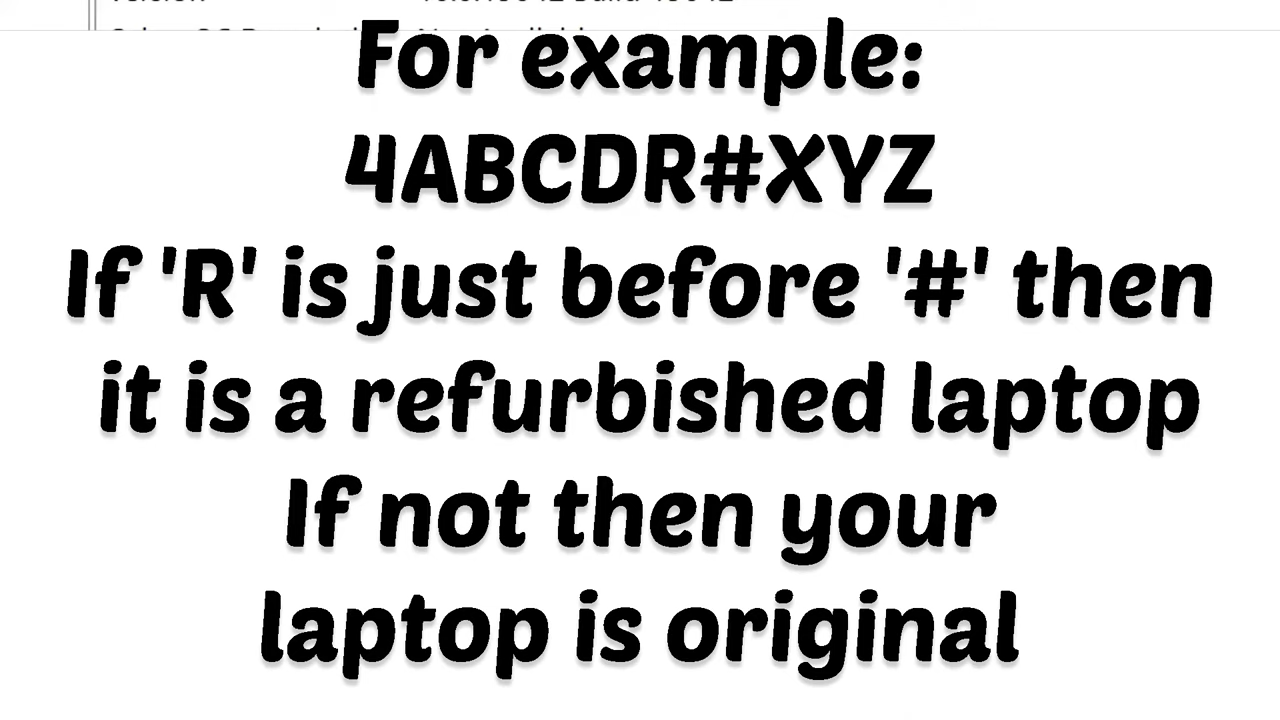 For example:
4ABCDR#XYZ
If 'R' is just before '#' then
it is a refurbished laptop
If not then your
laptop is original